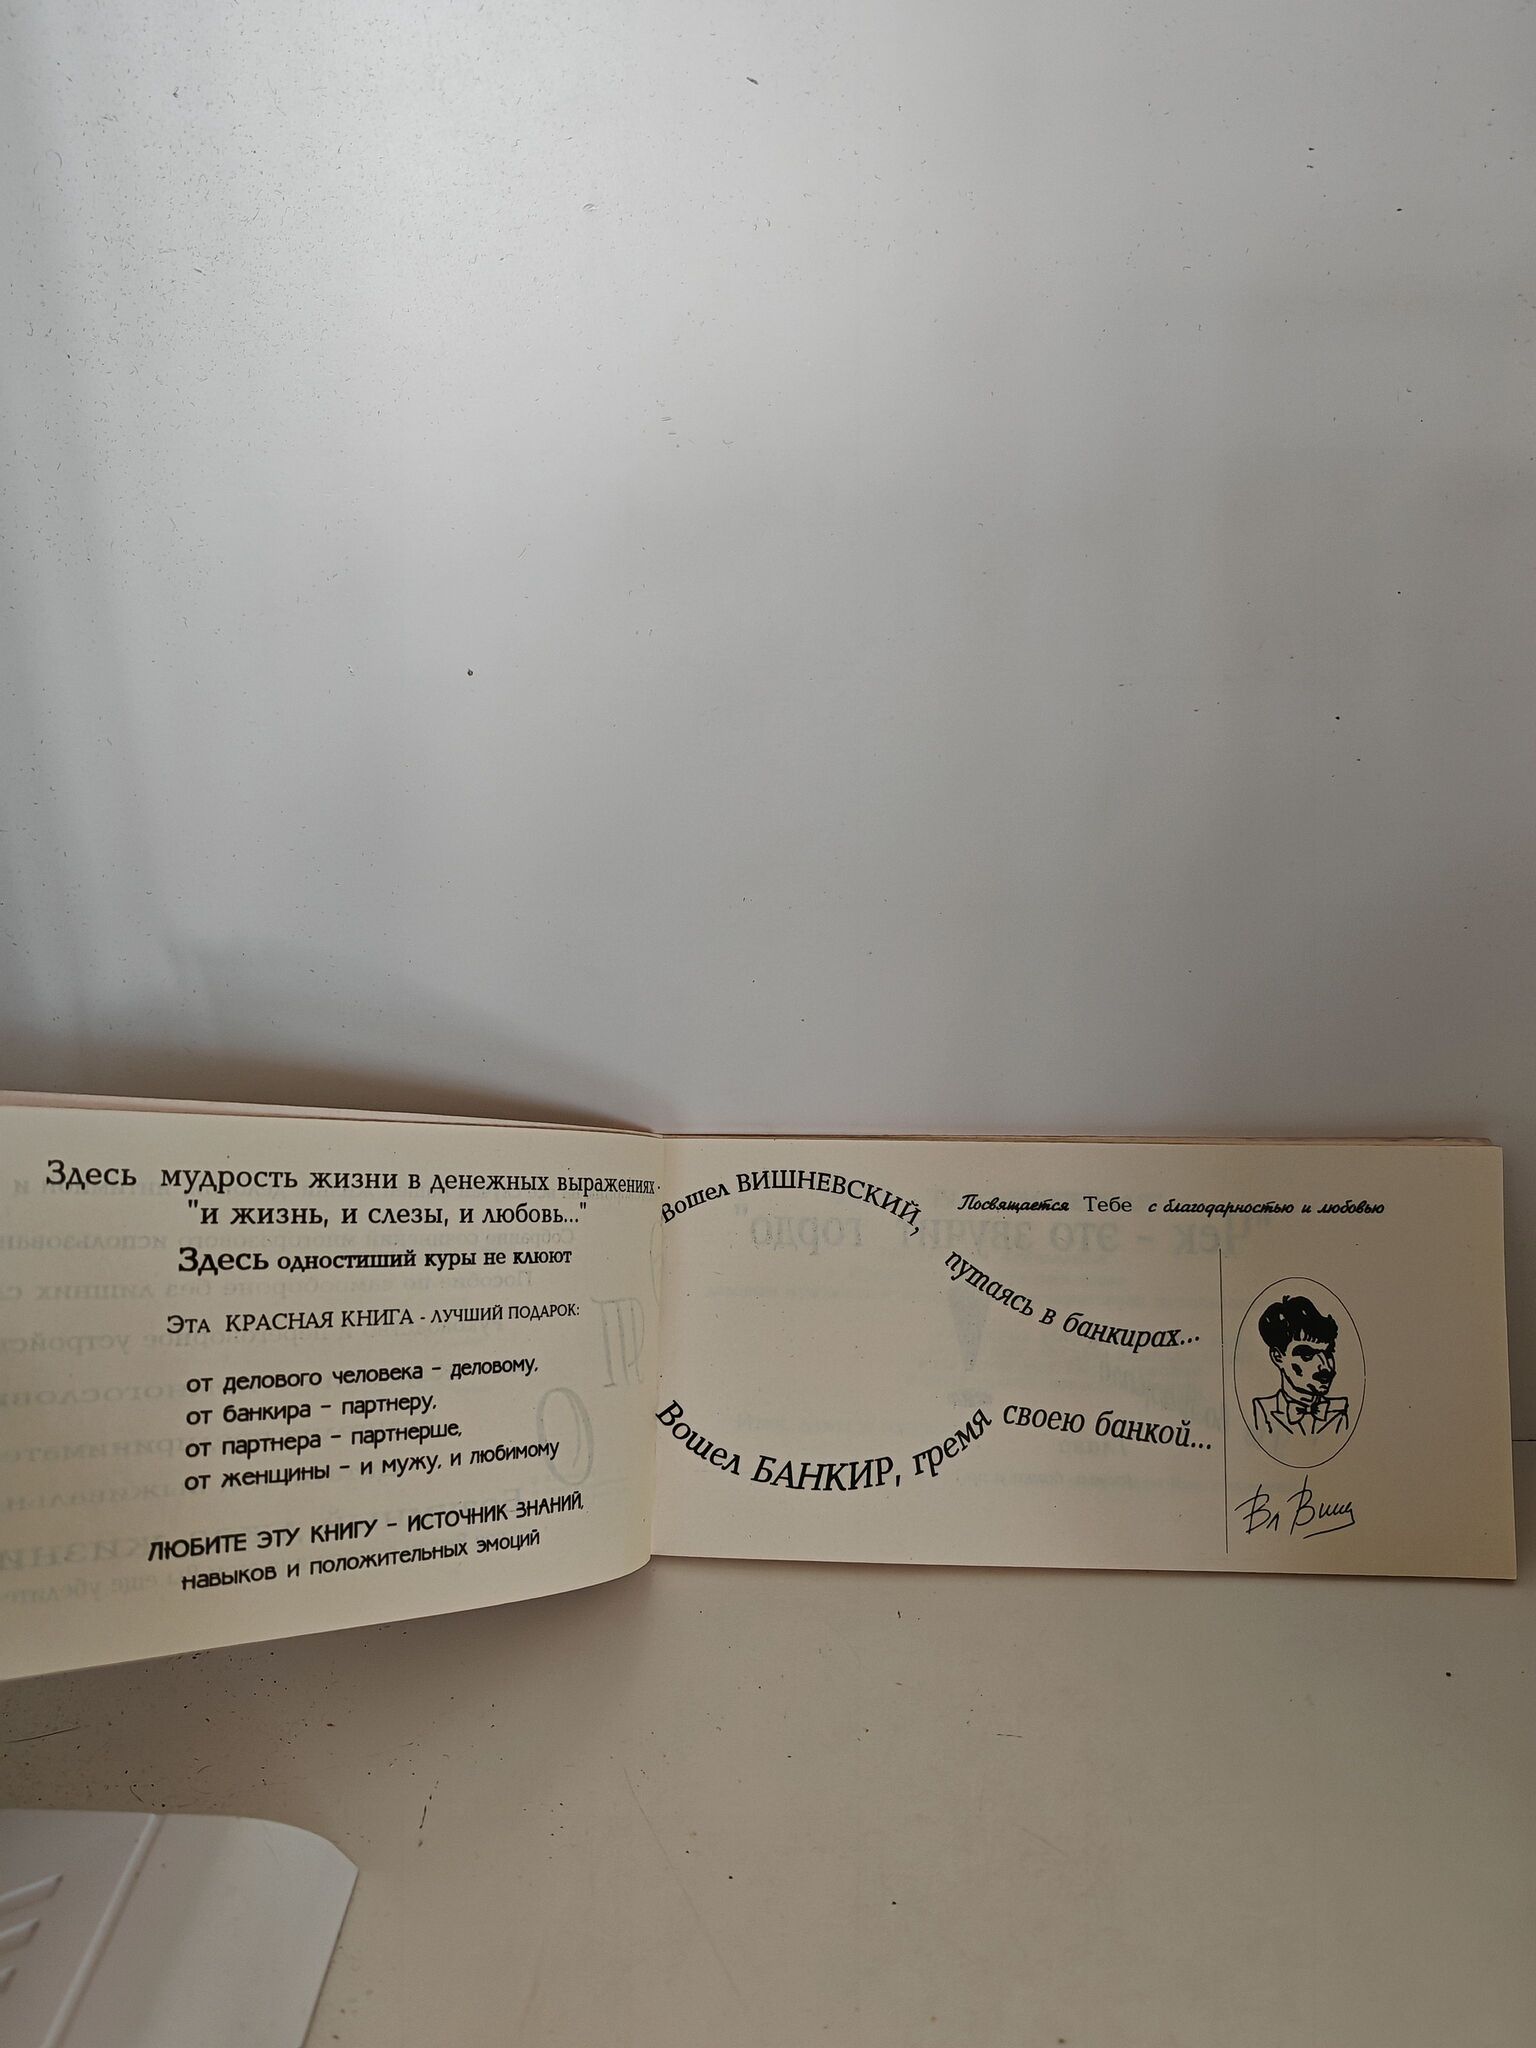 Здесь мудрость жизни в денежных выражениях -
"и жизнь, и слезы, и любовь..."
Здесь одностиший куры не клюют
Эта КРАСНАЯ КНИГА - ЛУЧШИЙ ПОДАРОК:
от делового человека – деловому,
от банкира – партнеру,
от партнера – партнерше,
от женщины – и мужу, и любимому
ЛЮБИТЕ ЭТУ КНИГУ – ИСТОЧНИК ЗНАНИЙ,
навыков и положительных эмоций
Вошел ВИШНЕВСКИЙ,
путаясь в банкирах...
Вошел БАНКИР, гремя своею банкой...
Посвящается Тебе с благодарностью и любовью
Вл Виш